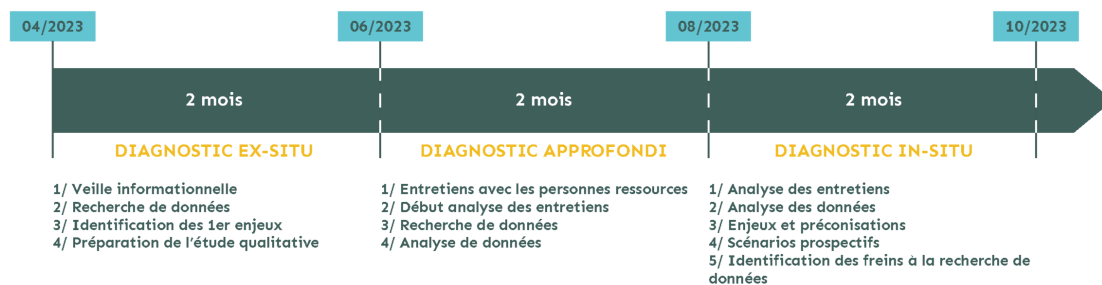 04/2023
06/2023
08/2023
10/2023
2 mois
2 mois
2 mois
DIAGNOSTIC EX-SITU
DIAGNOSTIC APPROFONDI
DIAGNOSTIC IN-SITU
1/ Veille informationnelle
2/ Recherche de données
3/ Identification des 1er enjeux
4/ Préparation de l'étude qualitative
1/ Entretiens avec les personnes ressources
2/ Début analyse des entretiens
3/ Recherche de données
4/ Analyse de données
1/ Analyse des entretiens
2/ Analyse des données
3/ Enjeux et préconisations
4/ Scénarios prospectifs
5/ Identification des freins à la recherche de
données